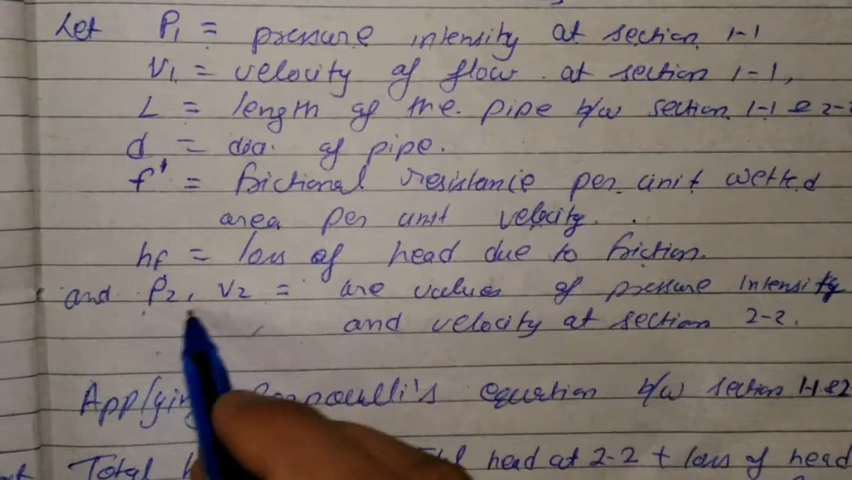 Let P1 = pressure intensity at section 1-1
V1 = velocity of flow at section 1-1,
L = length of the pipe b/w section 1-1 & 2-2
d = dia. of pipe.
f' = frictional resistance per unit wetted
area per unit velocity.
hf = loss of head due to friction.
and P2, V2 = are values of pressure intensity
and velocity at section 2-2.
Applying equation b/w section 1-1 & 2
Total head at 2-2 + loss of head